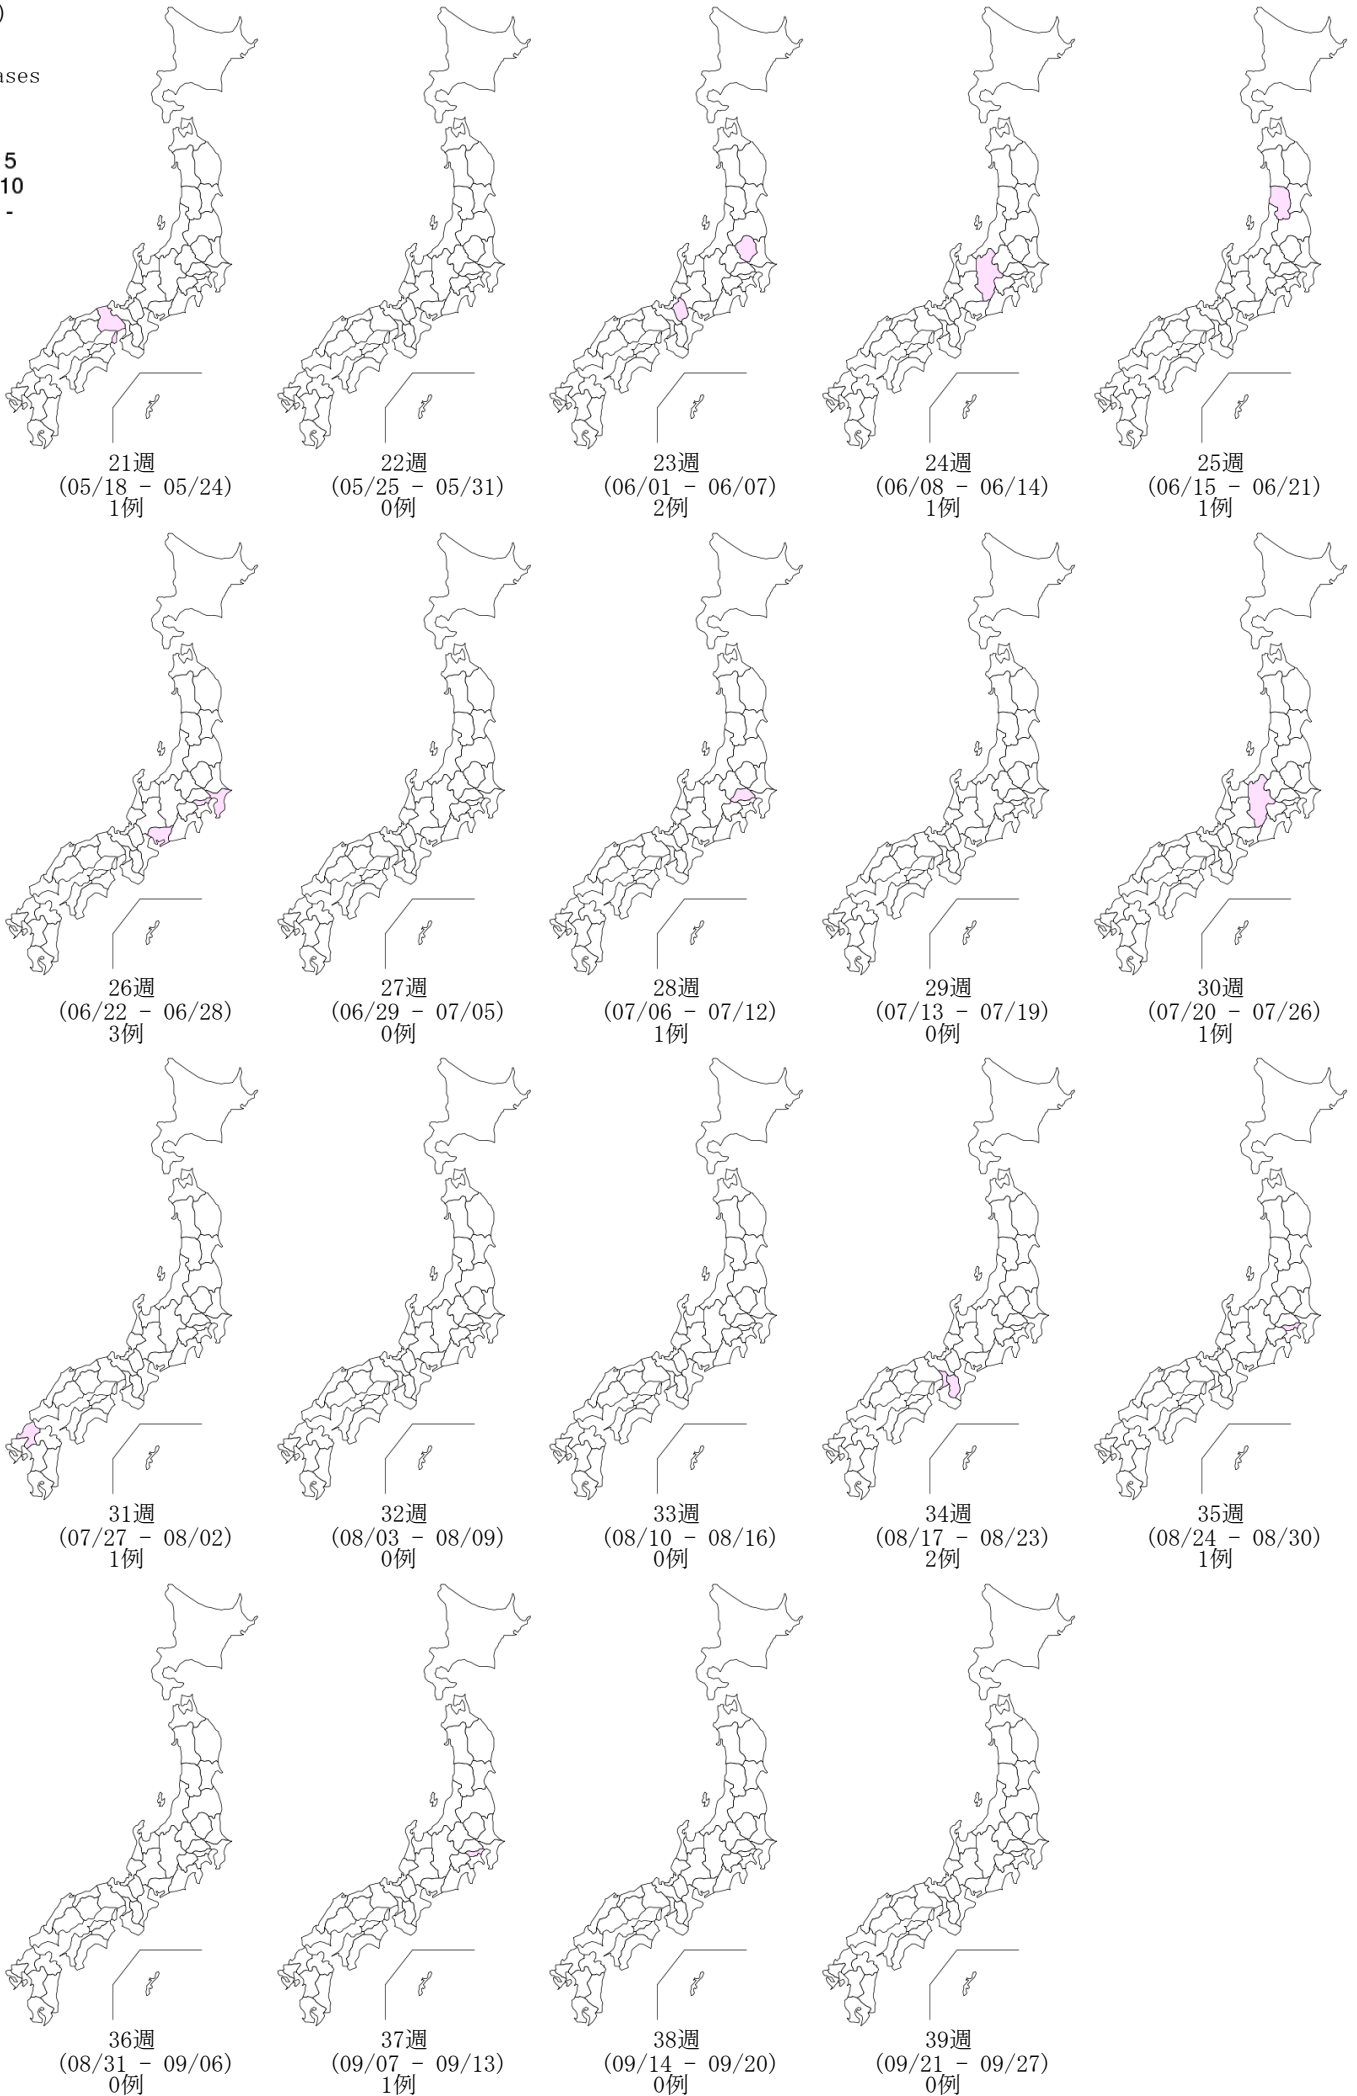 )
ases
5
10
-
21週
(05/18 - 05/24)
1例
22週
(05/25 - 05/31)
0例
23週
(06/01 - 06/07)
2例
24週
(06/08 - 06/14)
1例
25週
(06/15 - 06/21)
1例
26週
(06/22 - 06/28)
3例
27週
(06/29 - 07/05)
0例
28週
(07/06 - 07/12)
1例
29週
(07/13 - 07/19)
0例
30週
(07/20 - 07/26)
1例
31週
(07/27 - 08/02)
1例
32週
(08/03 - 08/09)
0例
33週
(08/10 - 08/16)
0例
34週
(08/17 - 08/23)
2例
35週
(08/24 - 08/30)
1例
36週
(08/31 - 09/06)
0例
37週
(09/07 - 09/13)
1例
38週
(09/14 - 09/20)
0例
39週
(09/21 - 09/27)
0例